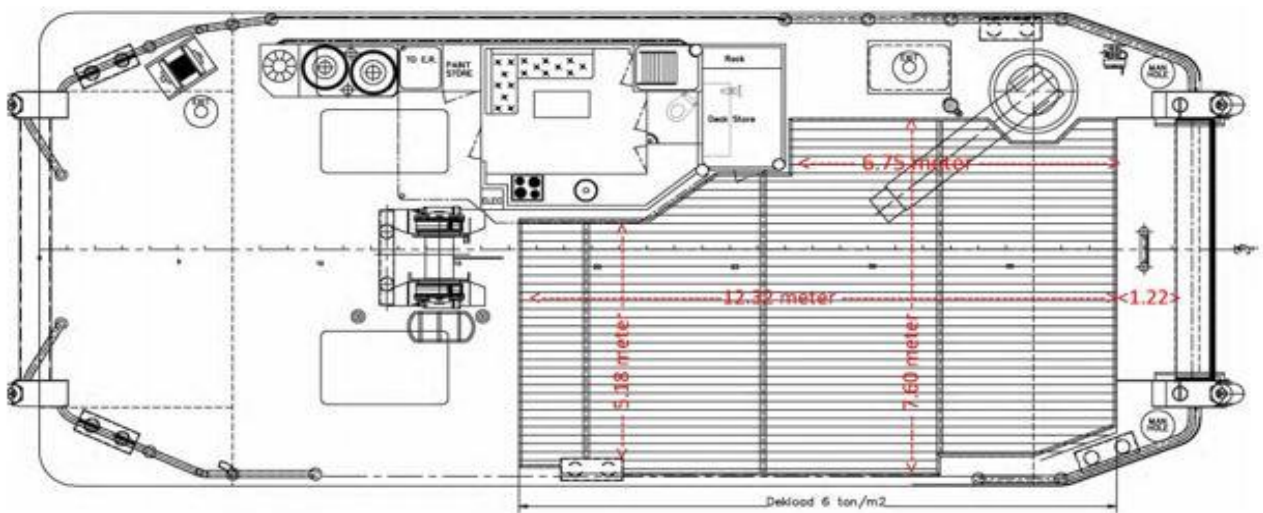 TO E.R.
PAINT
STORE
Rack
Deck Store
ELEC
EXIT
MAN
HOLE
6.75 meter
12.32 meter
1.22
5.18 meter
7.60 meter
MAN
HOLE
Dekload 6 ton/m2